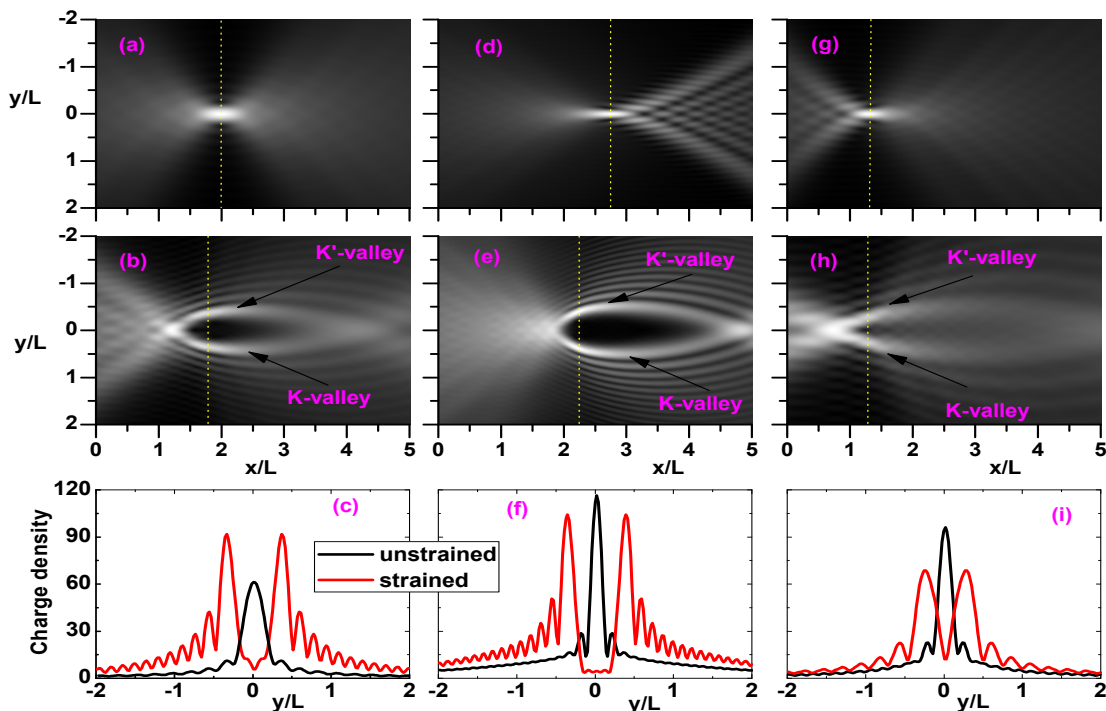 -2
-1
y/L
0
1
2
(a)
(d)
(g)
-2
-1
y/L
0
1
2
(b)
K'-valley
K-valley
(e)
K'-valley
K-valley
(h)
K'-valley
K-valley
0 1 2 3 4 5
x/L
0 1 2 3 4 5
x/L
0 1 2 3 4 5
x/L
120
90
60
30
0
Charge density
(c)
(f)
(i)
unstrained
strained
-2 -1 0 1 2
y/L
-2 -1 0 1 2
y/L
-2 -1 0 1 2
y/L